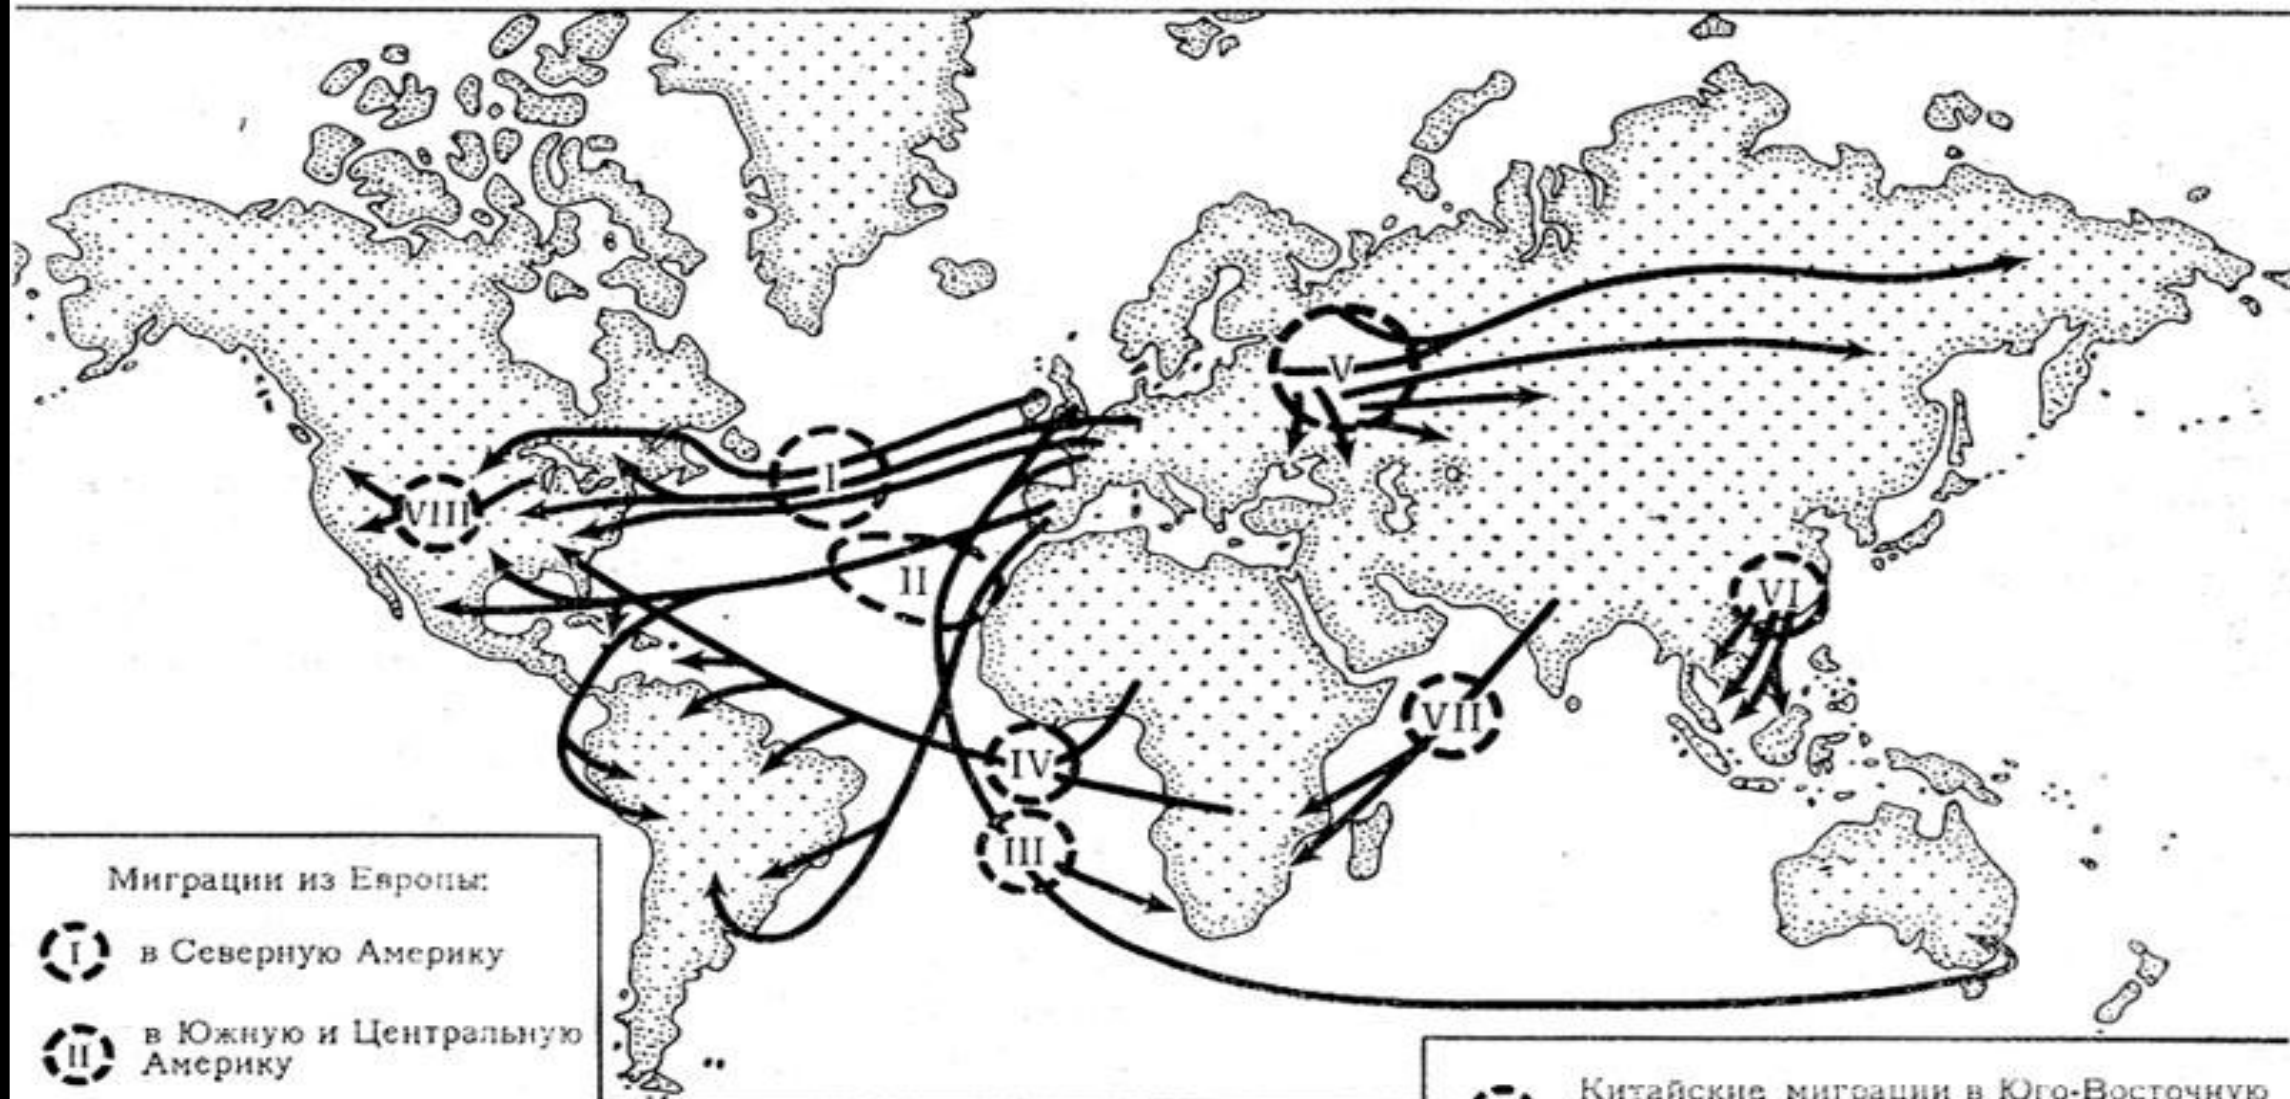 V
I
VIII
II
VI
VII
IV
III
Миграции из Европы:
I в Северную Америку
II в Южную и Центральную
Америку
Китайские миграции в Юго-Восточную